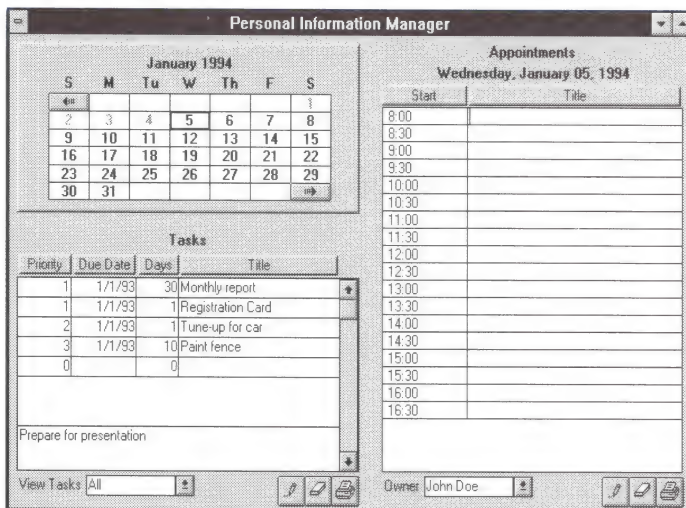 Personal Information Manager
January 1994
S M Tu W Th F S
1
2 3 4 5 6 7 8
9 10 11 12 13 14 15
16 17 18 19 20 21 22
23 24 25 26 27 28 29
30 31
Tasks
Priority Due Date Days Title
1 1/1/93 30 Monthly report
1 1/1/93 1 Registration Card
2 1/1/93 1 Tune-up for car
3 1/1/93 10 Paint fence
0 0
Prepare for presentation
View Tasks All
Appointments
Wednesday, January 05, 1994
Start Title
8:00
8:30
9:00
9:30
10:00
10:30
11:00
11:30
12:00
12:30
13:00
13:30
14:00
14:30
15:00
15:30
16:00
16:30
Owner John Doe